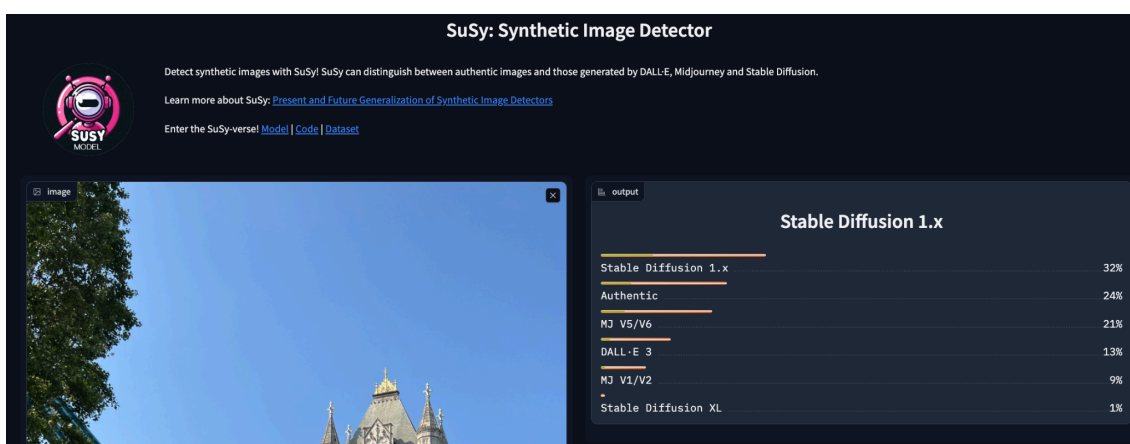 SuSy: Synthetic Image Detector
Detect synthetic images with SuSy! SuSy can distinguish between authentic images and those generated by DALL·E, Midjourney and Stable Diffusion.
Learn more about SuSy: Present and Future Generalization of Synthetic Image Detectors
Enter the SuSy-verse! Model | Code | Dataset
SUSY
MODEL
image
output
Stable Diffusion 1.x
Stable Diffusion 1.x 32%
Authentic 24%
MJ V5/V6 21%
DALL·E 3 13%
MJ V1/V2 9%
Stable Diffusion XL 1%